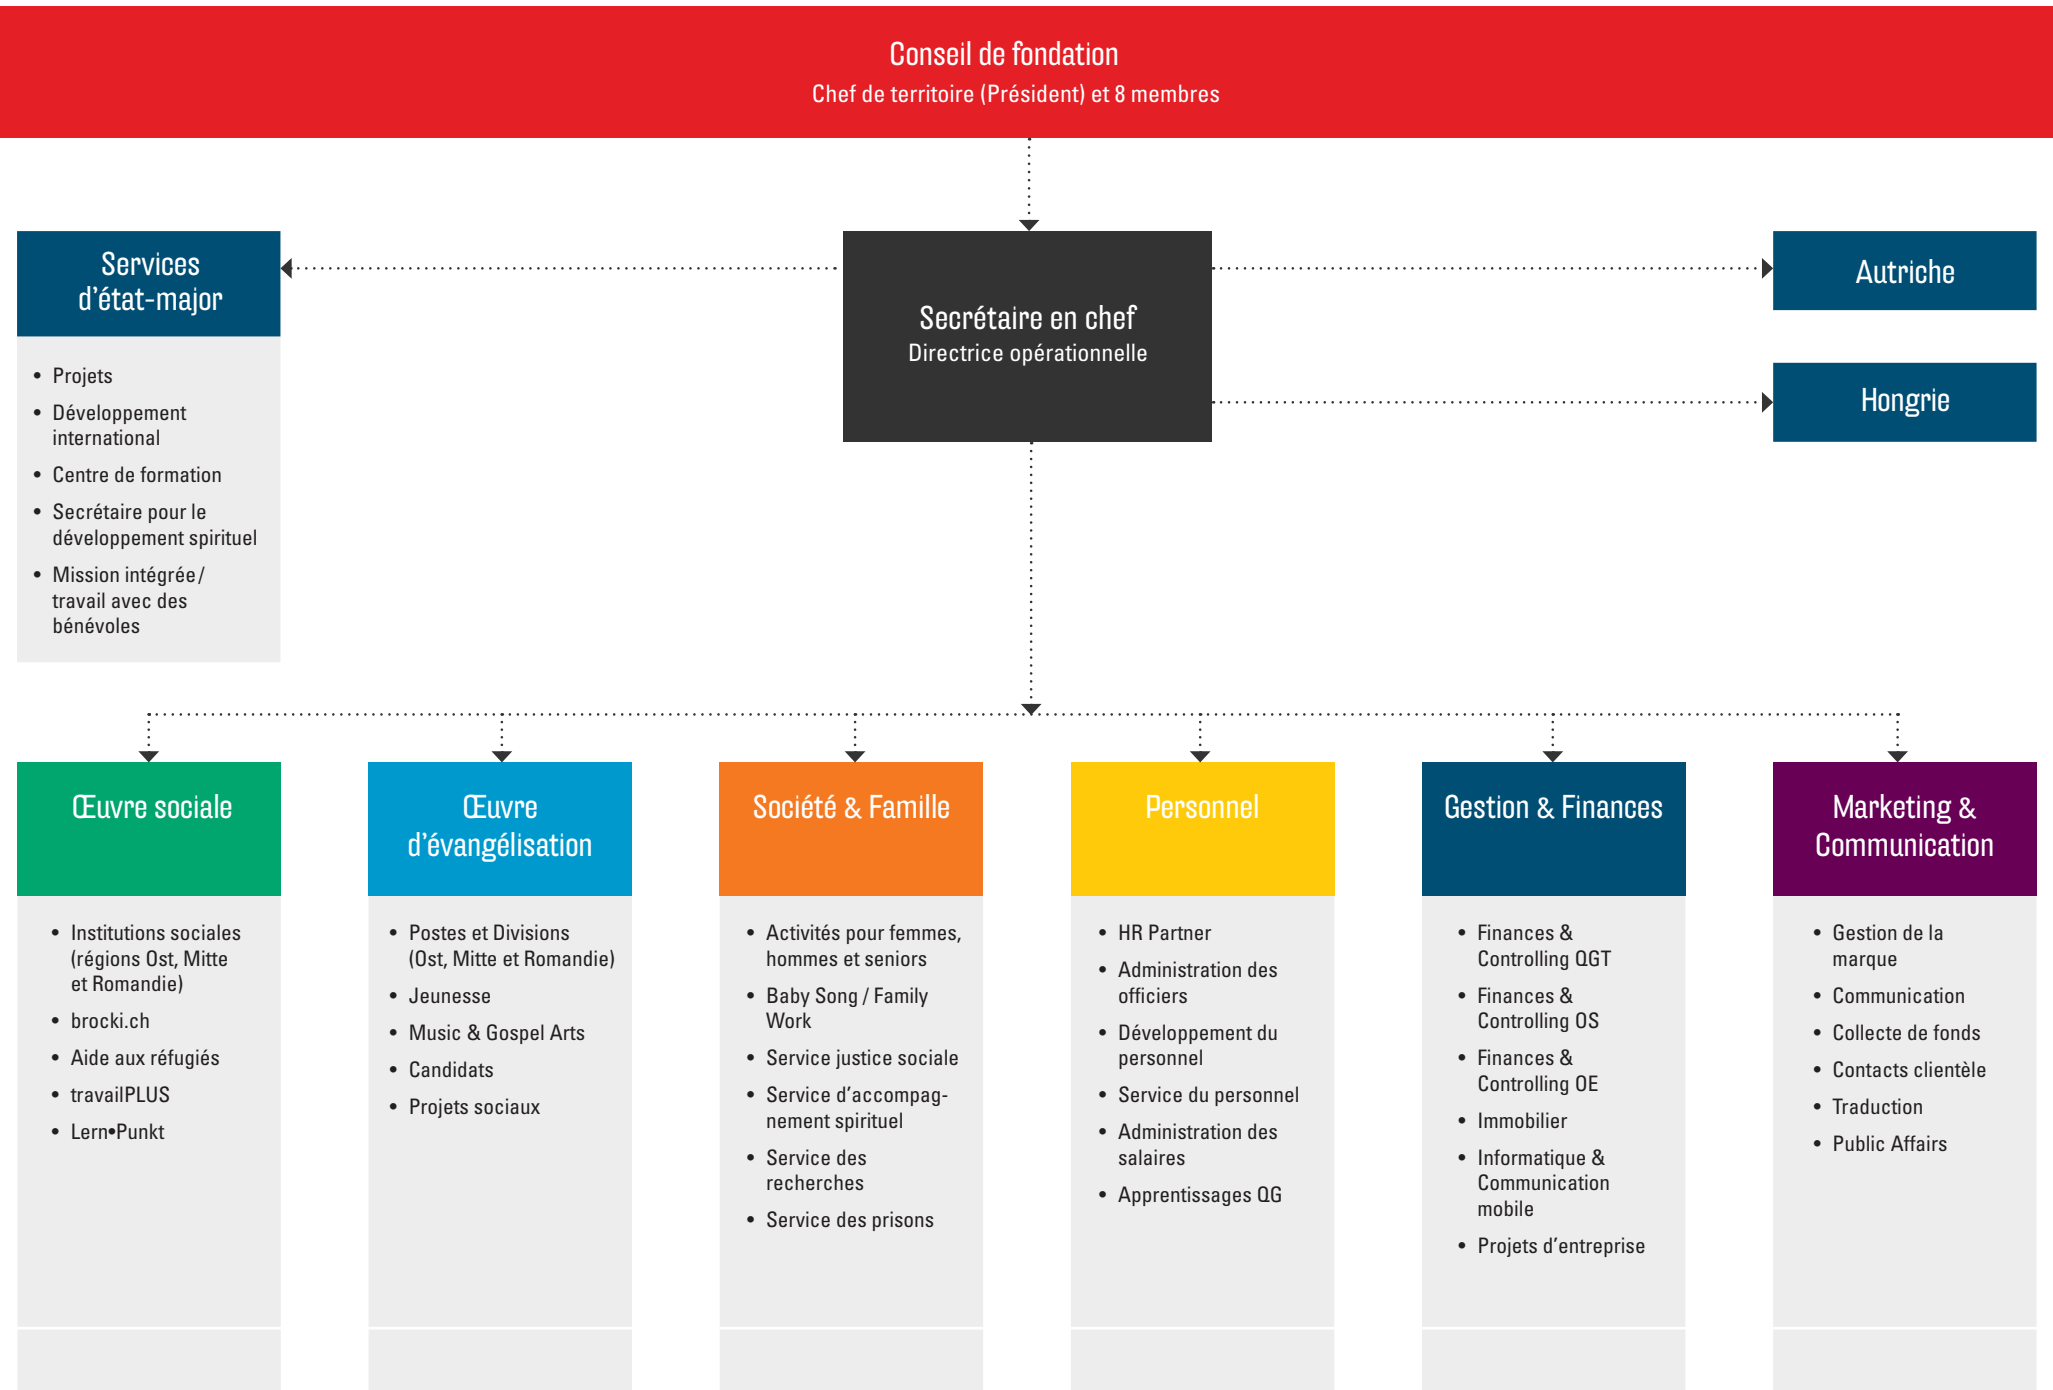 Conseil de fondation
Chef de territoire (Président) et 8 membres
Services
d’état-major
• Projets
• Développement
international
• Centre de formation
• Secrétaire pour le
développement spirituel
• Mission intégrée /
travail avec des
bénévoles
Secrétaire en chef
Directrice opérationnelle
Autriche
Hongrie
Œuvre sociale
• Institutions sociales
(régions Ost, Mitte
et Romandie)
• brocki.ch
• Aide aux réfugiés
• travailPLUS
• Lern•Punkt
Œuvre
d’évangélisation
• Postes et Divisions
(Ost, Mitte et Romandie)
• Jeunesse
• Music & Gospel Arts
• Candidats
• Projets sociaux
Société & Famille
• Activités pour femmes,
hommes et seniors
• Baby Song / Family
Work
• Service justice sociale
• Service d’accompag-
nement spirituel
• Service des
recherches
• Service des prisons
Personnel
• HR Partner
• Administration des
officiers
• Développement du
personnel
• Service du personnel
• Administration des
salaires
• Apprentissages QG
Gestion & Finances
• Finances &
Controlling QGT
• Finances &
Controlling OS
• Finances &
Controlling OE
• Immobilier
• Informatique &
Communication
mobile
• Projets d’entreprise
Marketing &
Communication
• Gestion de la
marque
• Communication
• Collecte de fonds
• Contacts clientèle
• Traduction
• Public Affairs